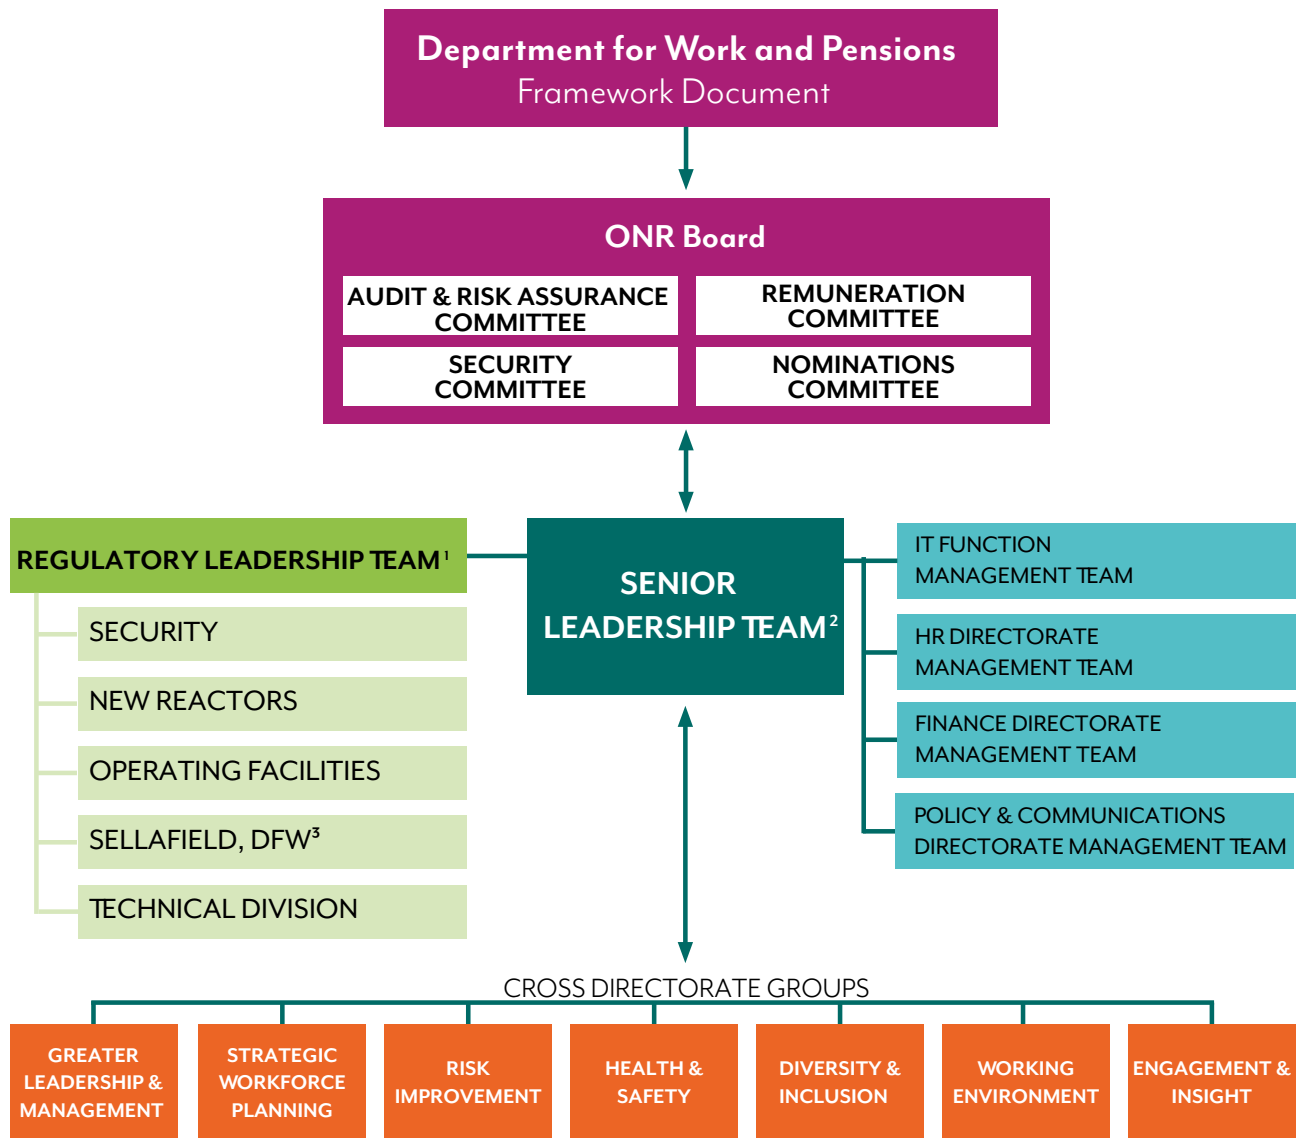 Department for Work and Pensions
Framework Document
ONR Board
AUDIT & RISK ASSURANCE
COMMITTEE
REMUNERATION
COMMITTEE
SECURITY
COMMITTEE
NOMINATIONS
COMMITTEE
REGULATORY LEADERSHIP TEAM¹
SECURITY
NEW REACTORS
OPERATING FACILITIES
SELLAFIELD, DFW³
TECHNICAL DIVISION
SENIOR
LEADERSHIP TEAM²
IT FUNCTION
MANAGEMENT TEAM
HR DIRECTORATE
MANAGEMENT TEAM
FINANCE DIRECTORATE
MANAGEMENT TEAM
POLICY & COMMUNICATIONS
DIRECTORATE MANAGEMENT TEAM
CROSS DIRECTORATE GROUPS
GREATER
LEADERSHIP &
MANAGEMENT
STRATEGIC
WORKFORCE
PLANNING
RISK
IMPROVEMENT
HEALTH &
SAFETY
DIVERSITY &
INCLUSION
WORKING
ENVIRONMENT
ENGAGEMENT &
INSIGHT